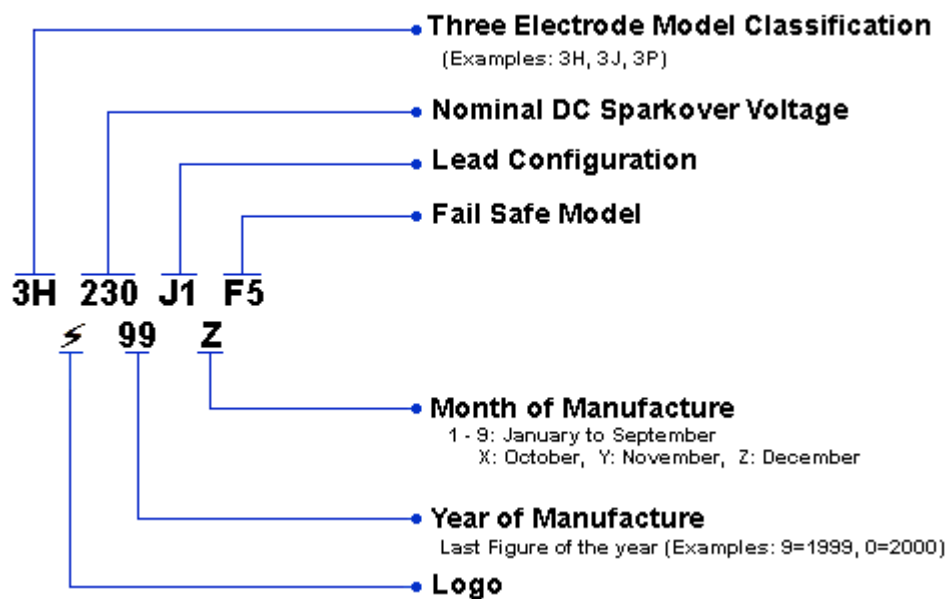 Three Electrode Model Classification
(Examples: 3H, 3J, 3P)
Nominal DC Sparkover Voltage
Lead Configuration
Fail Safe Model
3H 230 J1 F5
99 Z
Month of Manufacture
1 - 9: January to September
X: October, Y: November, Z: December
Year of Manufacture
Last Figure of the year (Examples: 9=1999, 0=2000)
Logo